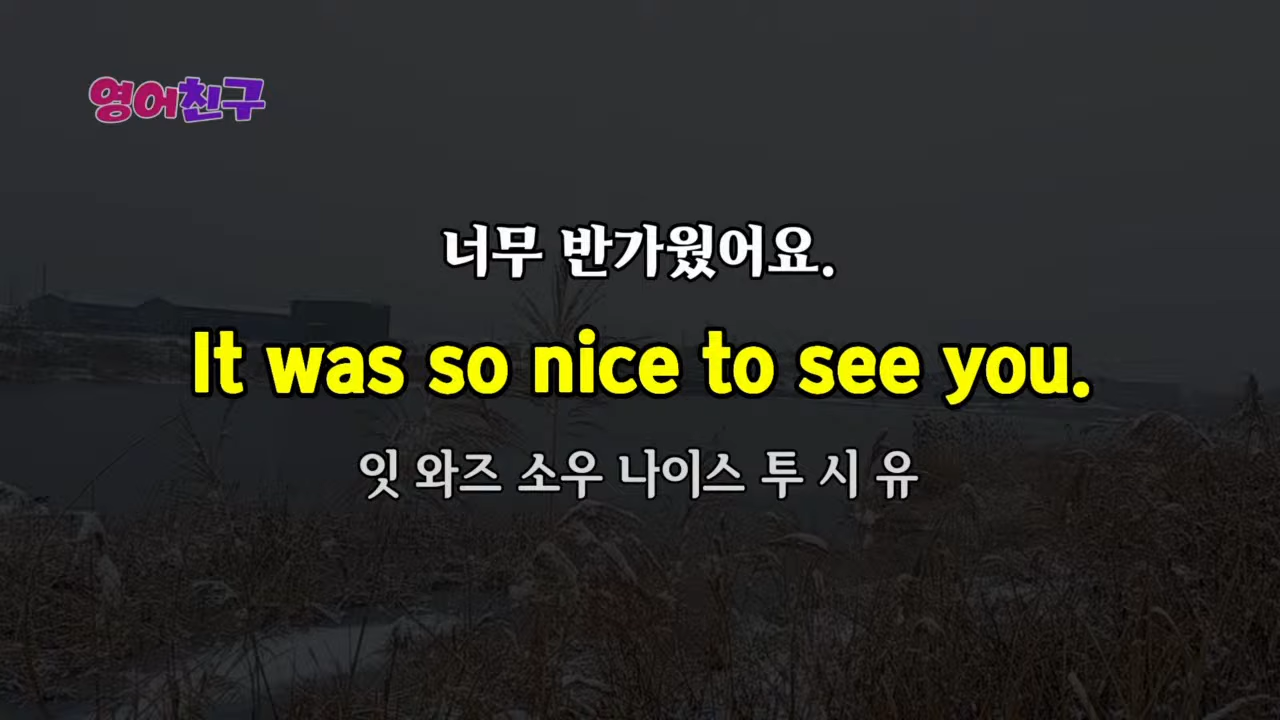 영어친구
너무 반가웠어요.
It was so nice to see you.
잇 와즈 소우 나이스 투 시 유